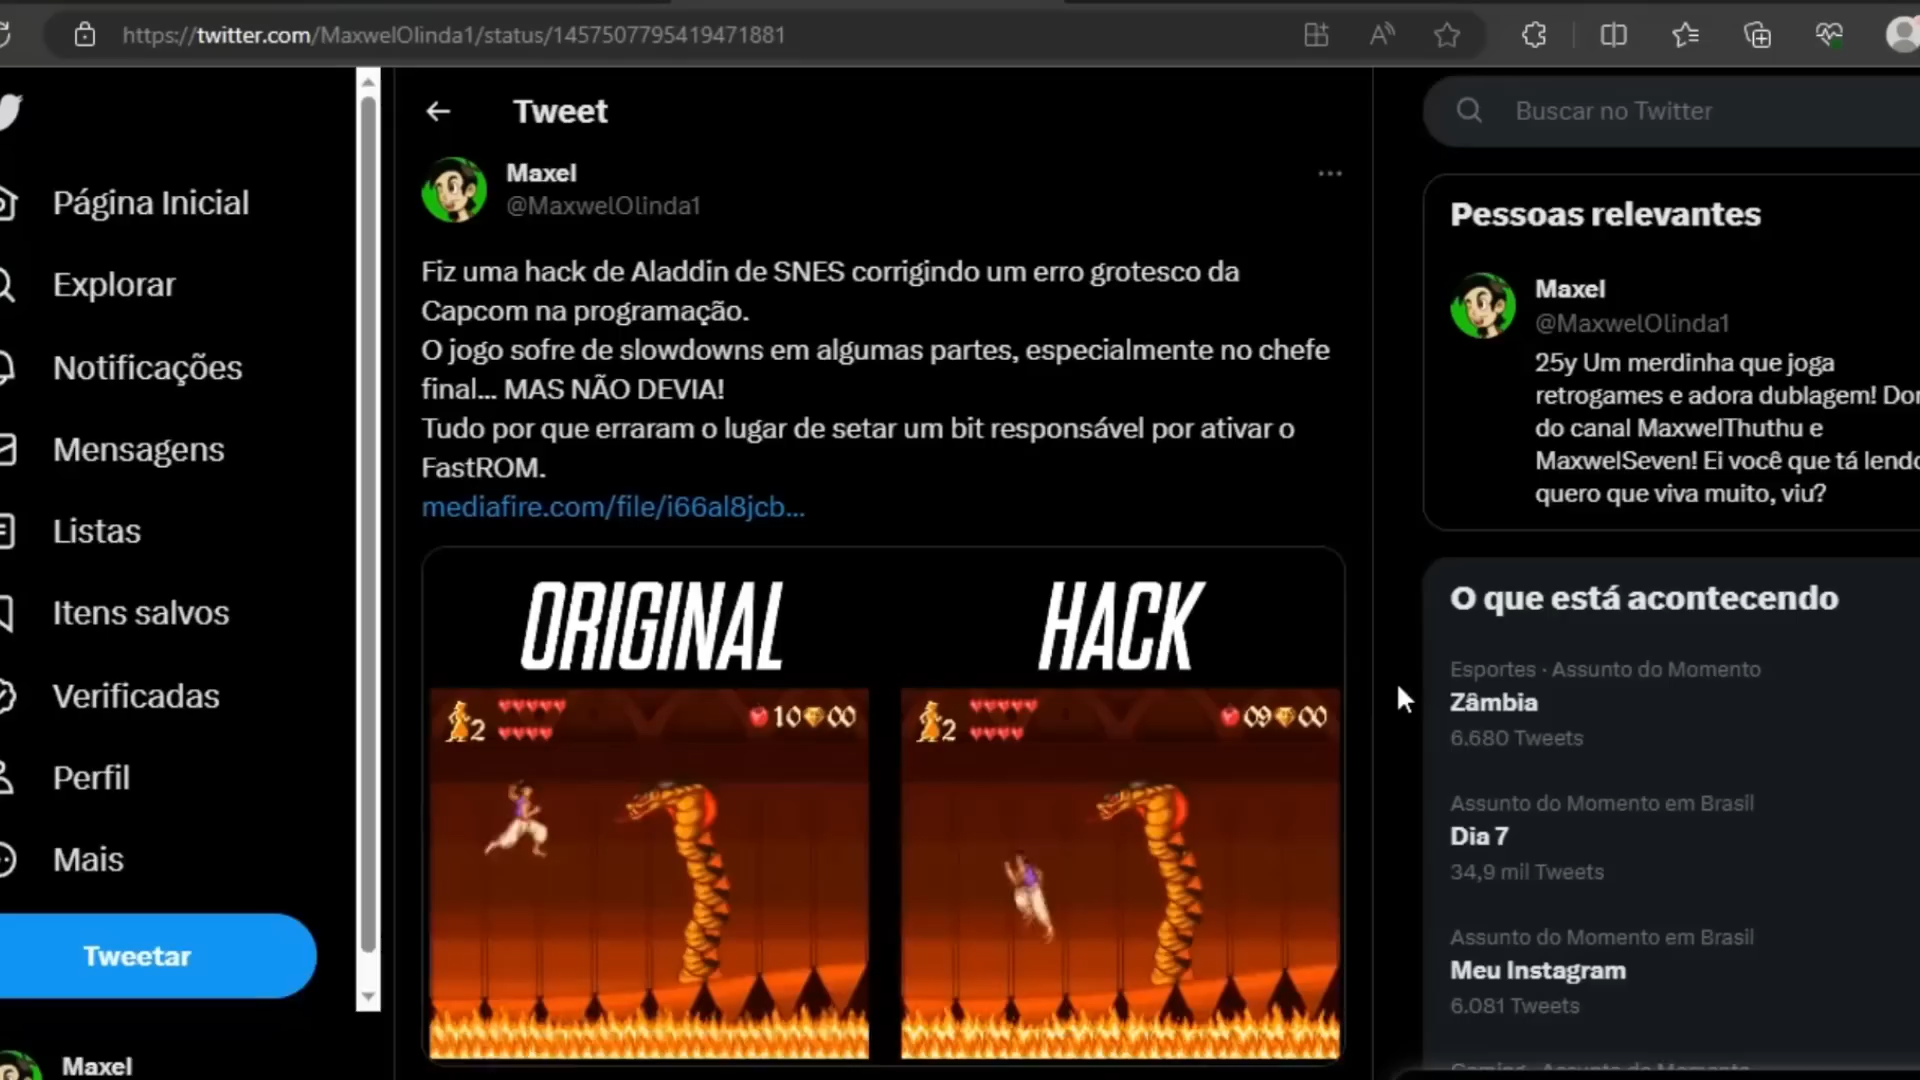 https://twitter.com/MaxwelOlinda1/status/1457507795419471881
Página Inicial
Explorar
Notificações
Mensagens
Listas
Itens salvos
Verificadas
Perfil
Mais
Tweetar
Maxel
Tweet
Maxel
@MaxwelOlinda1
Fiz uma hack de Aladdin de SNES corrigindo um erro grotesco da
Capcom na programação.
O jogo sofre de slowdowns em algumas partes, especialmente no chefe
final... MAS NÃO DEVIA!
Tudo por que erraram o lugar de setar um bit responsável por ativar o
FastROM.
mediafire.com/file/i66al8jcb...
ORIGINAL
HACK
2
10 00
2
09 00
Buscar no Twitter
Pessoas relevantes
Maxel
@MaxwelOlinda1
25y Um merdinha que joga
retrogames e adora dublagem! Don
do canal MaxwelThuthu e
MaxwelSeven! Ei você que tá lendo
quero que viva muito, viu?
O que está acontecendo
Esportes · Assunto do Momento
Zâmbia
6.680 Tweets
Assunto do Momento em Brasil
Dia 7
34,9 mil Tweets
Assunto do Momento em Brasil
Meu Instagram
6.081 Tweets